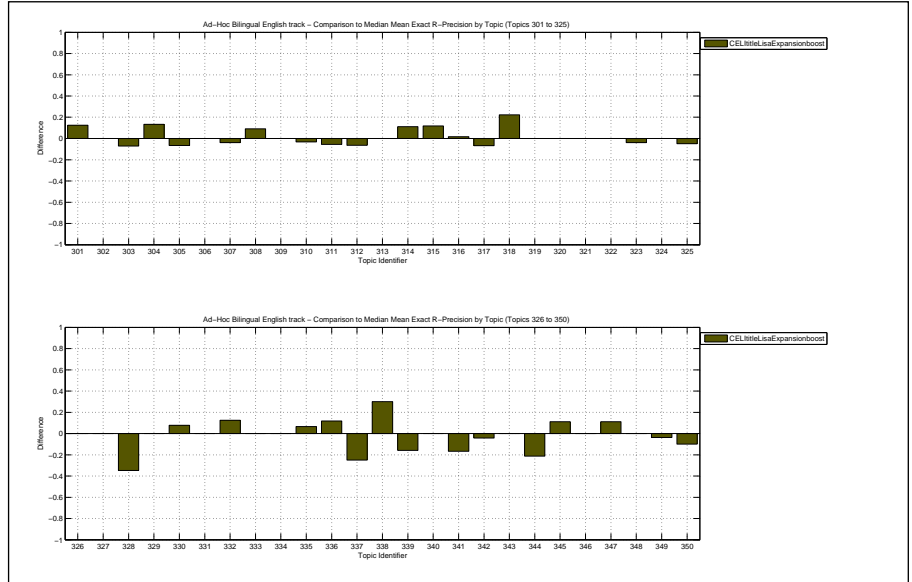 Ad−Hoc Bilingual English track − Comparison to Median Mean Exact R−Precision by Topic (Topics 301 to 325)
1
0.8
0.6
0.4
0.2
0
−0.2
−0.4
−0.6
−0.8
−1
Difference
301 302 303 304 305 306 307 308 309 310 311 312 313 314 315 316 317 318 319 320 321 322 323 324 325
Topic Identifier
CELItitleLisaExpansionboost
Ad−Hoc Bilingual English track − Comparison to Median Mean Exact R−Precision by Topic (Topics 326 to 350)
1
0.8
0.6
0.4
0.2
0
−0.2
−0.4
−0.6
−0.8
−1
Difference
326 327 328 329 330 331 332 333 334 335 336 337 338 339 340 341 342 343 344 345 346 347 348 349 350
Topic Identifier
CELItitleLisaExpansionboost